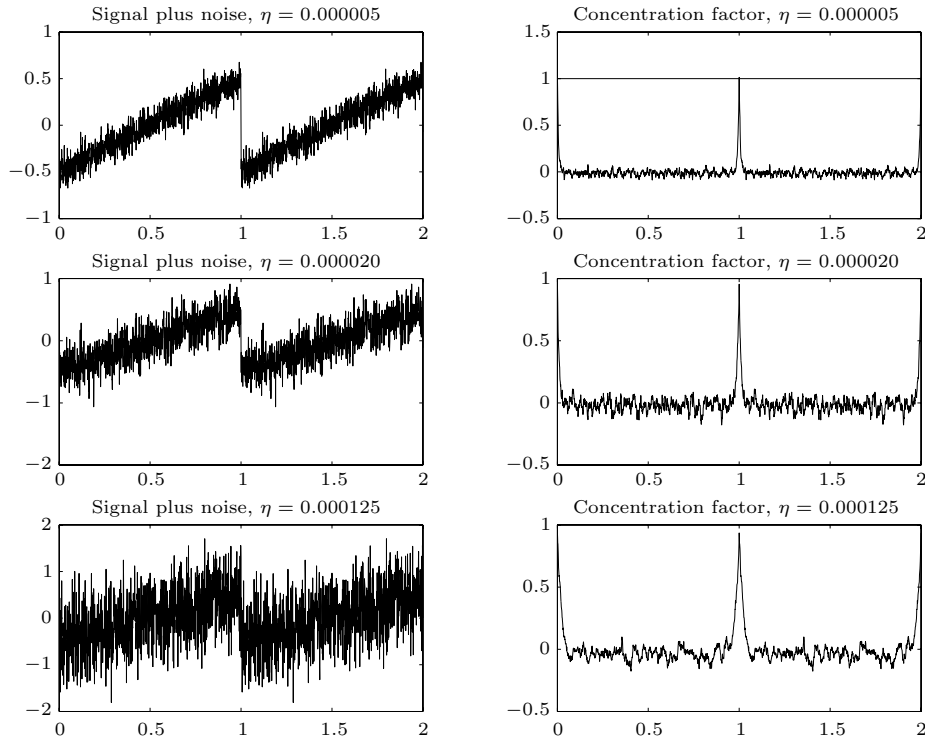 Signal plus noise, η = 0.000005
1
0.5
0
−0.5
−1
0 0.5 1 1.5 2
Concentration factor, η = 0.000005
1.5
1
0.5
0
−0.5
0 0.5 1 1.5 2
Signal plus noise, η = 0.000020
1
0
−1
−2
0 0.5 1 1.5 2
Concentration factor, η = 0.000020
1
0.5
0
−0.5
0 0.5 1 1.5 2
Signal plus noise, η = 0.000125
2
1
0
−1
−2
0 0.5 1 1.5 2
Concentration factor, η = 0.000125
1
0.5
0
−0.5
0 0.5 1 1.5 2